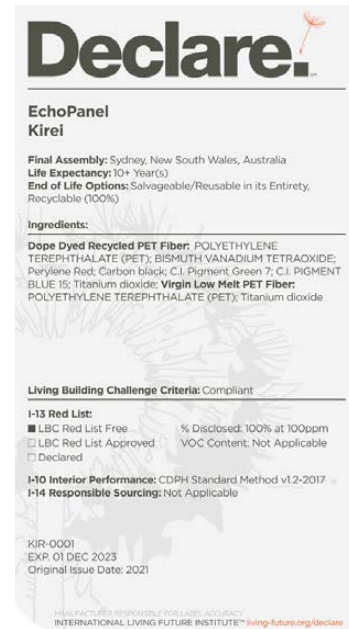 Declare.
EchoPanel
Kirei
Final Assembly: Sydney, New South Wales, Australia
Life Expectancy: 10+ Year(s)
End of Life Options: Salvageable/Reusable in its Entirety,
Recyclable (100%)
Ingredients:
Dope Dyed Recycled PET Fiber: POLYETHYLENE
TEREPHTHALATE (PET); BISMUTH VANADIUM TETRAOXIDE;
Perylene Red; Carbon black; C.I. Pigment Green 7; C.I. PIGMENT
BLUE 15; Titanium dioxide; Virgin Low Melt PET Fiber:
POLYETHYLENE TEREPHTHALATE (PET); Titanium dioxide
Living Building Challenge Criteria: Compliant
I-13 Red List:
■ LBC Red List Free % Disclosed: 100% at 100ppm
□ LBC Red List Approved VOC Content: Not Applicable
□ Declared
I-10 Interior Performance: CDPH Standard Method v1.2-2017
I-14 Responsible Sourcing: Not Applicable
KIR-0001
EXP. 01 DEC 2023
Original Issue Date: 2021
MANUFACTURER RESPONSIBLE FOR LABEL ACCURACY
INTERNATIONAL LIVING FUTURE INSTITUTE™ living-future.org/declare